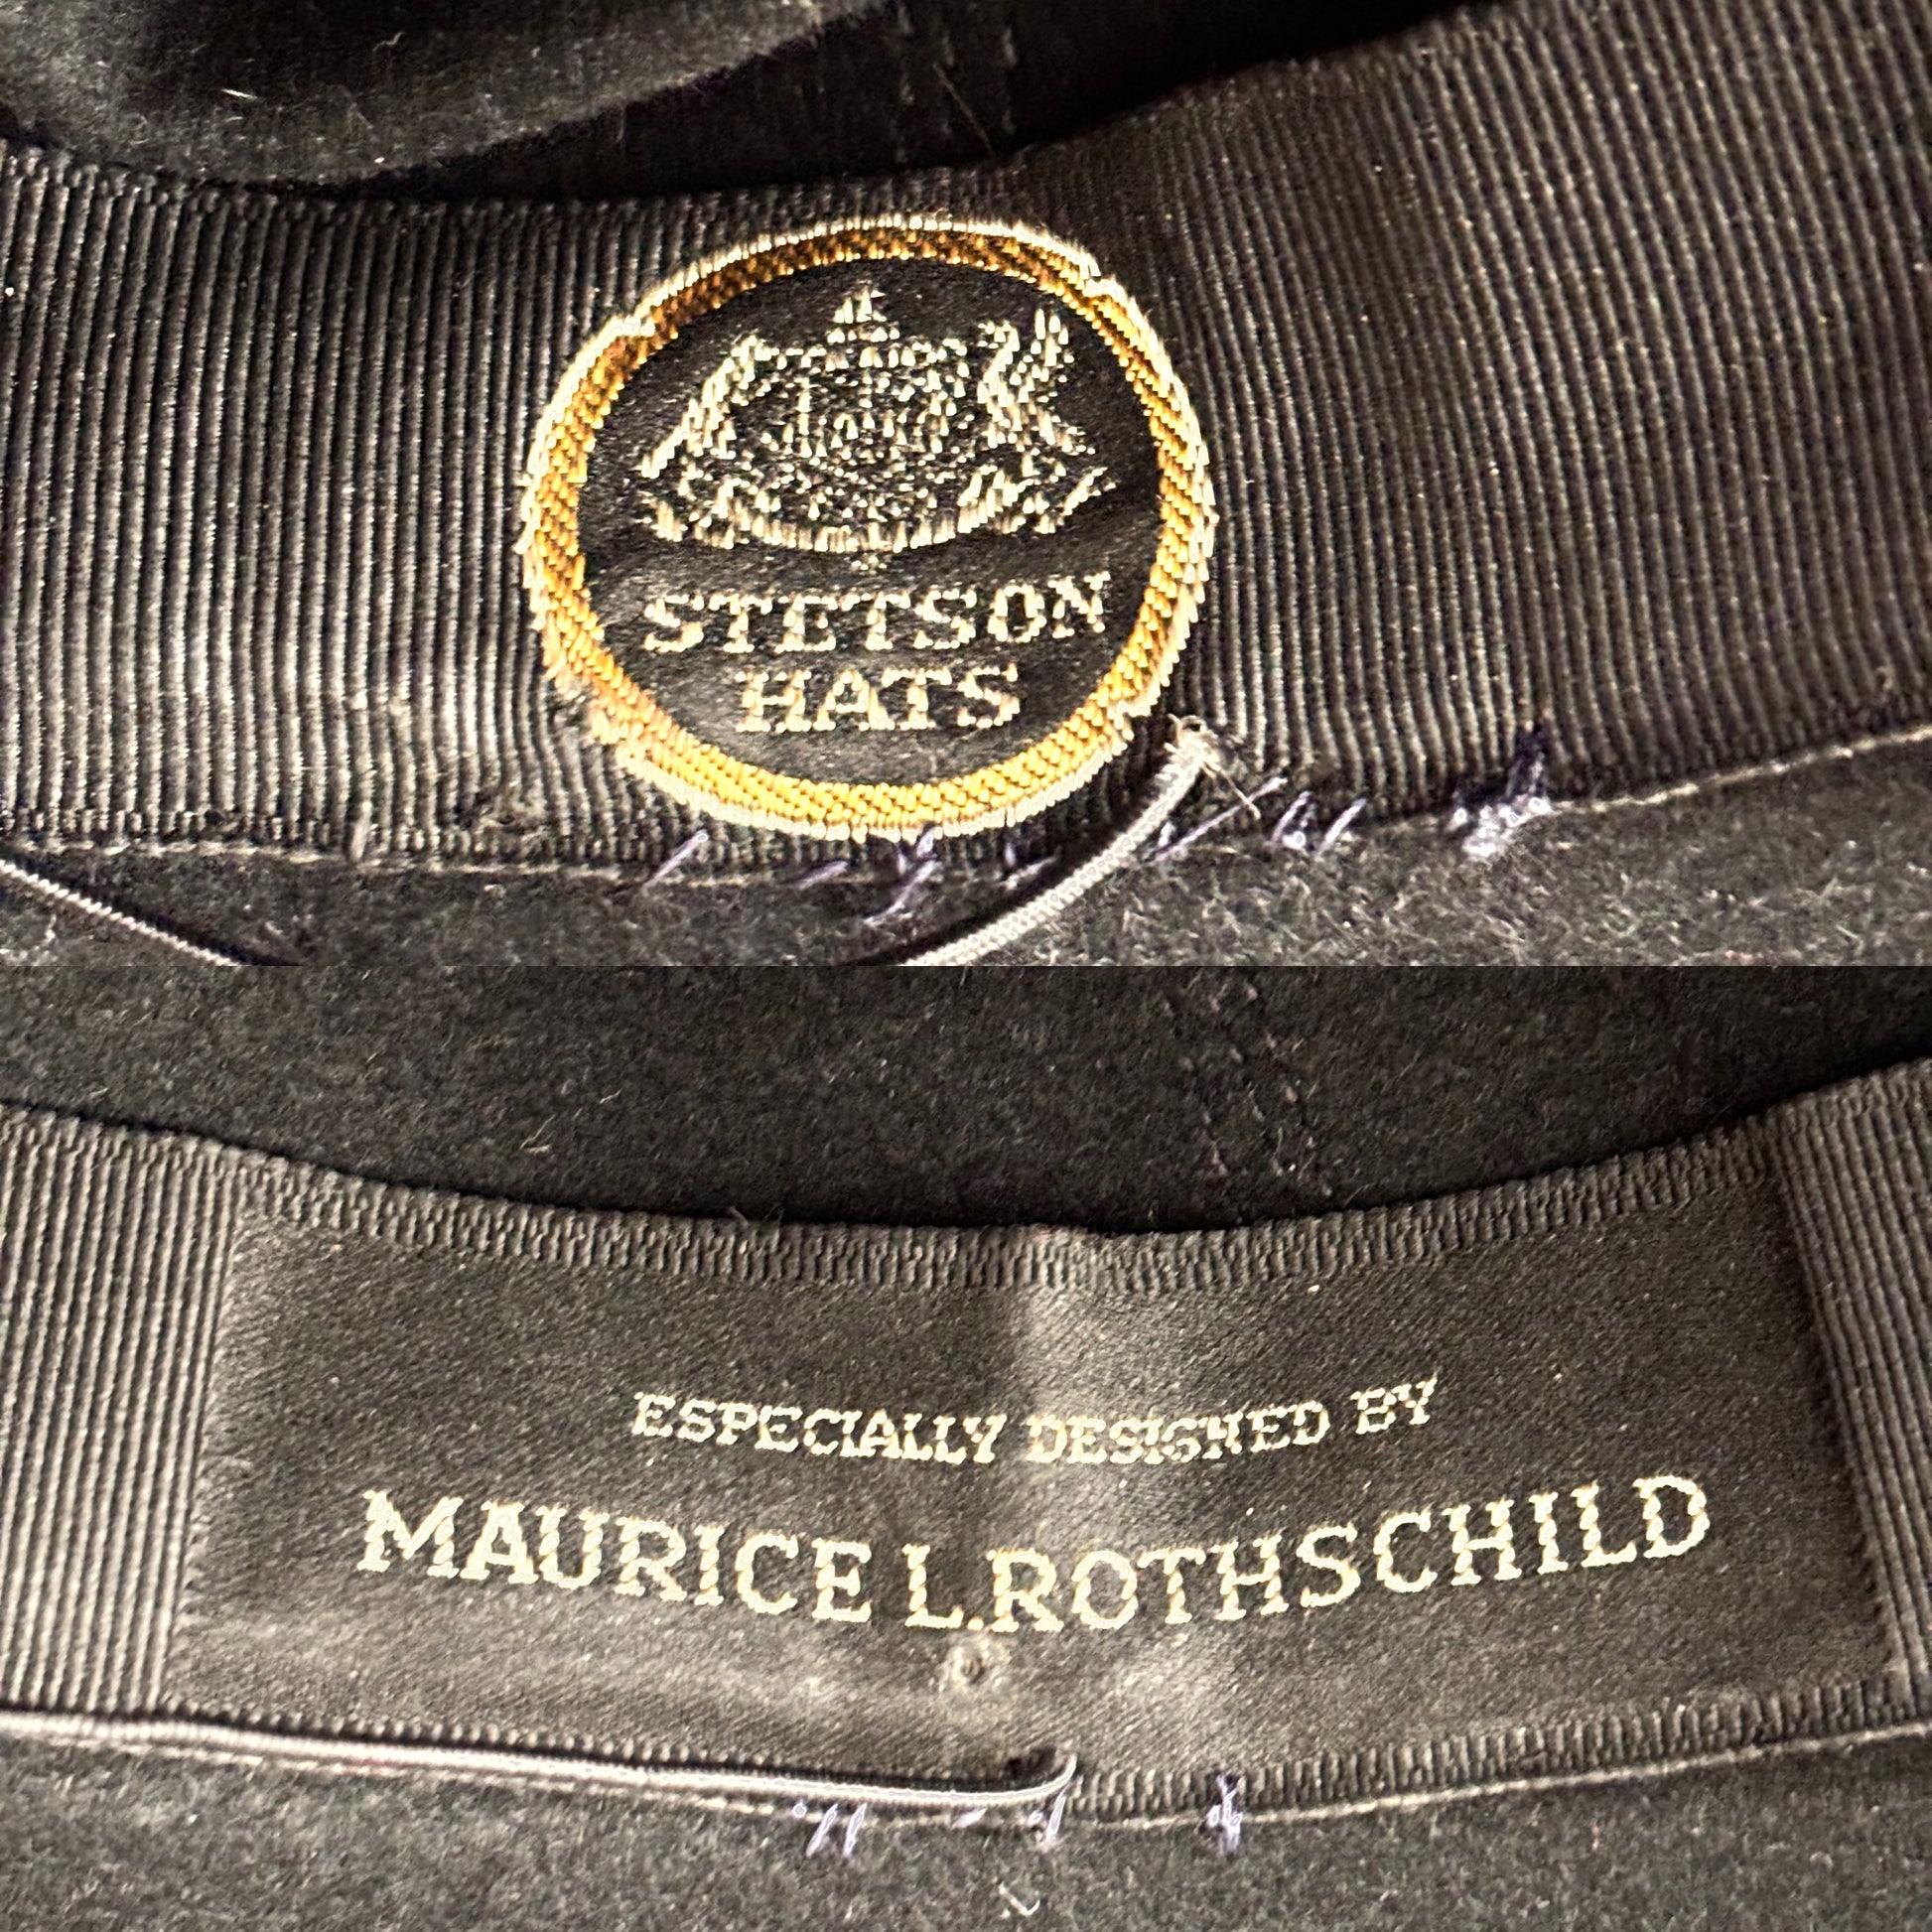 STETSON
HATS
ESPECIALLY DESIGNED BY
MAURICE L.ROTHSCHILD